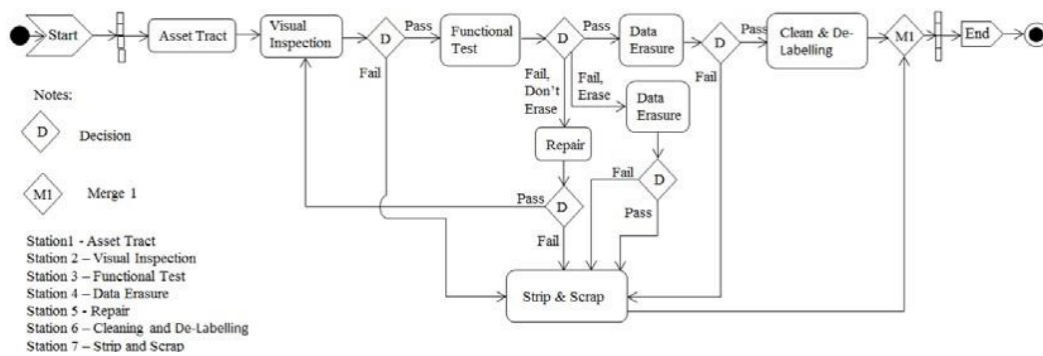 Start
Asset Tract
Visual
Inspection
D
Pass
Fail
Functional
Test
D
Pass
Fail,
Don't
Erase
Fail,
Erase
Data
Erasure
D
Pass
Fail
Clean & De-
Labelling
M1
End
Data
Erasure
Repair
D
Fail
Pass
D
Pass
Fail
Strip & Scrap
Notes:
D Decision
M1 Merge 1
Station1 - Asset Tract
Station 2 – Visual Inspection
Station 3 – Functional Test
Station 4 – Data Erasure
Station 5 - Repair
Station 6 – Cleaning and De-Labelling
Station 7 – Strip and Scrap